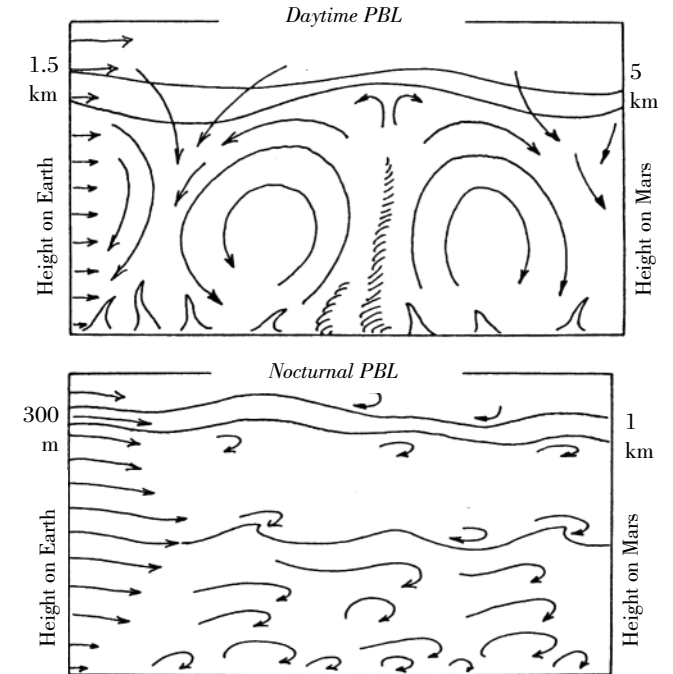 Daytime PBL
1.5
km
5
km
Height on Earth
Height on Mars
Nocturnal PBL
300
m
1
km
Height on Earth
Height on Mars